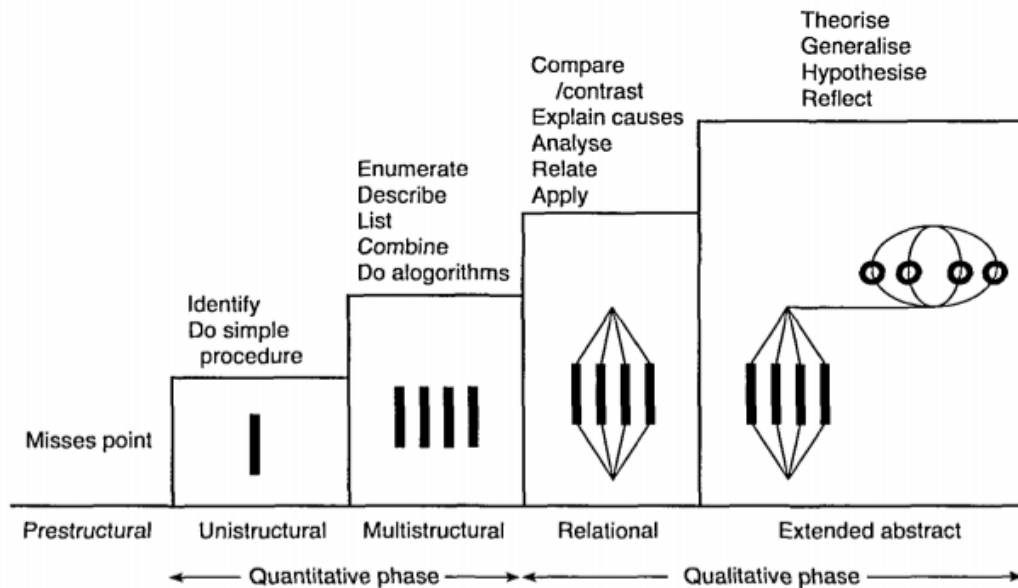 Misses point
Identify
Do simple
procedure
Enumerate
Describe
List
Combine
Do alogorithms
Compare
/contrast
Explain causes
Analyse
Relate
Apply
Theorise
Generalise
Hypothesise
Reflect
Prestructural
Unistructural
Multistructural
Relational
Extended abstract
Quantitative phase
Qualitative phase